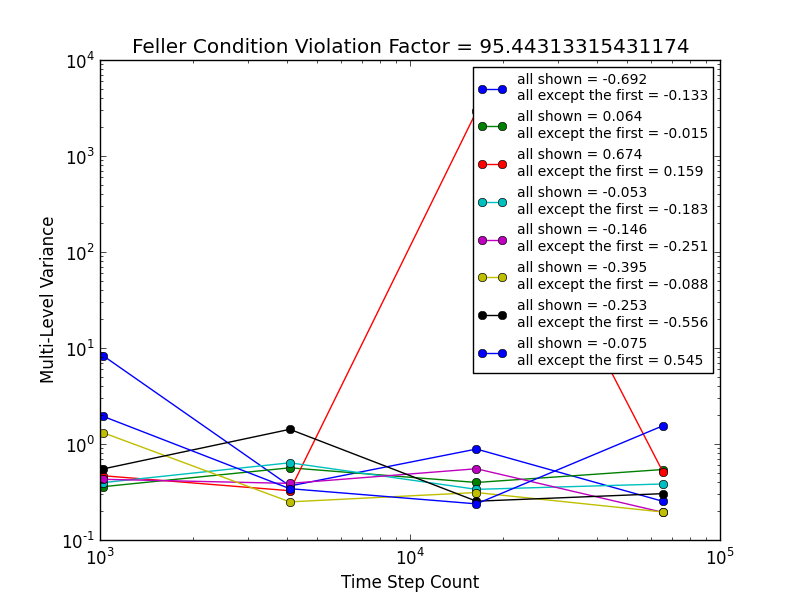 Feller Condition Violation Factor = 95.44313315431174
10^4
10^3
10^2
10^1
10^0
10^-1
Multi-Level Variance
all shown = -0.692
all except the first = -0.133
all shown = 0.064
all except the first = -0.015
all shown = 0.674
all except the first = 0.159
all shown = -0.053
all except the first = -0.183
all shown = -0.146
all except the first = -0.251
all shown = -0.395
all except the first = -0.088
all shown = -0.253
all except the first = -0.556
all shown = -0.075
all except the first = 0.545
10^3 10^4 10^5
Time Step Count